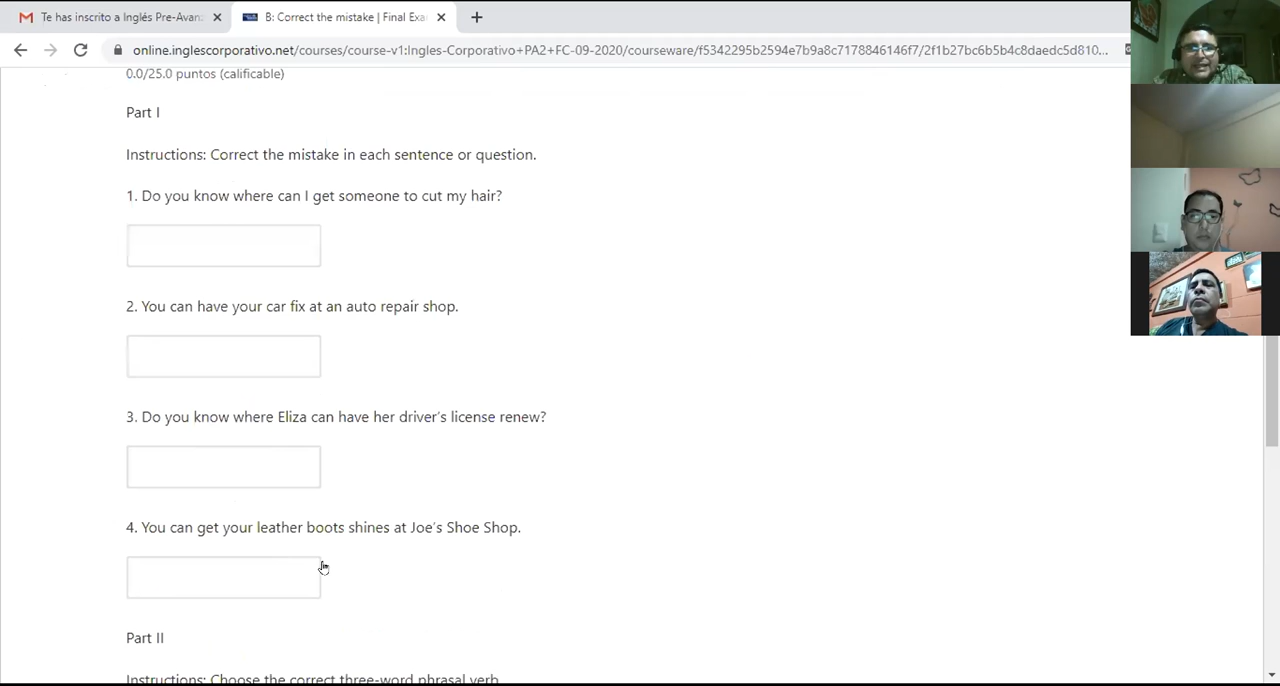 Te has inscrito a Inglés Pre-Avan
B: Correct the mistake | Final Exa
online.inglescorporativo.net/courses/course-v1:Ingles-Corporativo+PA2+FC-09-2020/courseware/f5342295b2594e7b9a8c7178846146f7/2f1b27bc6b5b4c8daedc5d810...
0.0/25.0 puntos (calificable)
Part I
Instructions: Correct the mistake in each sentence or question.
1. Do you know where can I get someone to cut my hair?
2. You can have your car fix at an auto repair shop.
3. Do you know where Eliza can have her driver's license renew?
4. You can get your leather boots shines at Joe's Shoe Shop.
Part II
Instructions: Choose the correct three-word phrasal verb